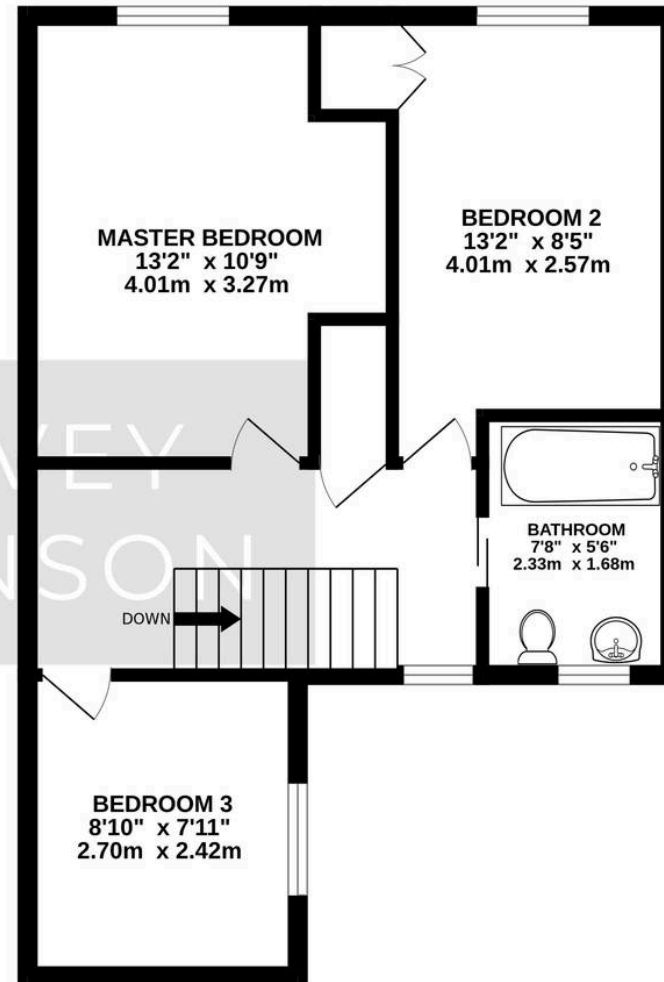 MASTER BEDROOM
13'2" x 10'9"
4.01m x 3.27m
BEDROOM 2
13'2" x 8'5"
4.01m x 2.57m
VEY
NSON
BATHROOM
7'8" x 5'6"
2.33m x 1.68m
DOWN
BEDROOM 3
8'10" x 7'11"
2.70m x 2.42m